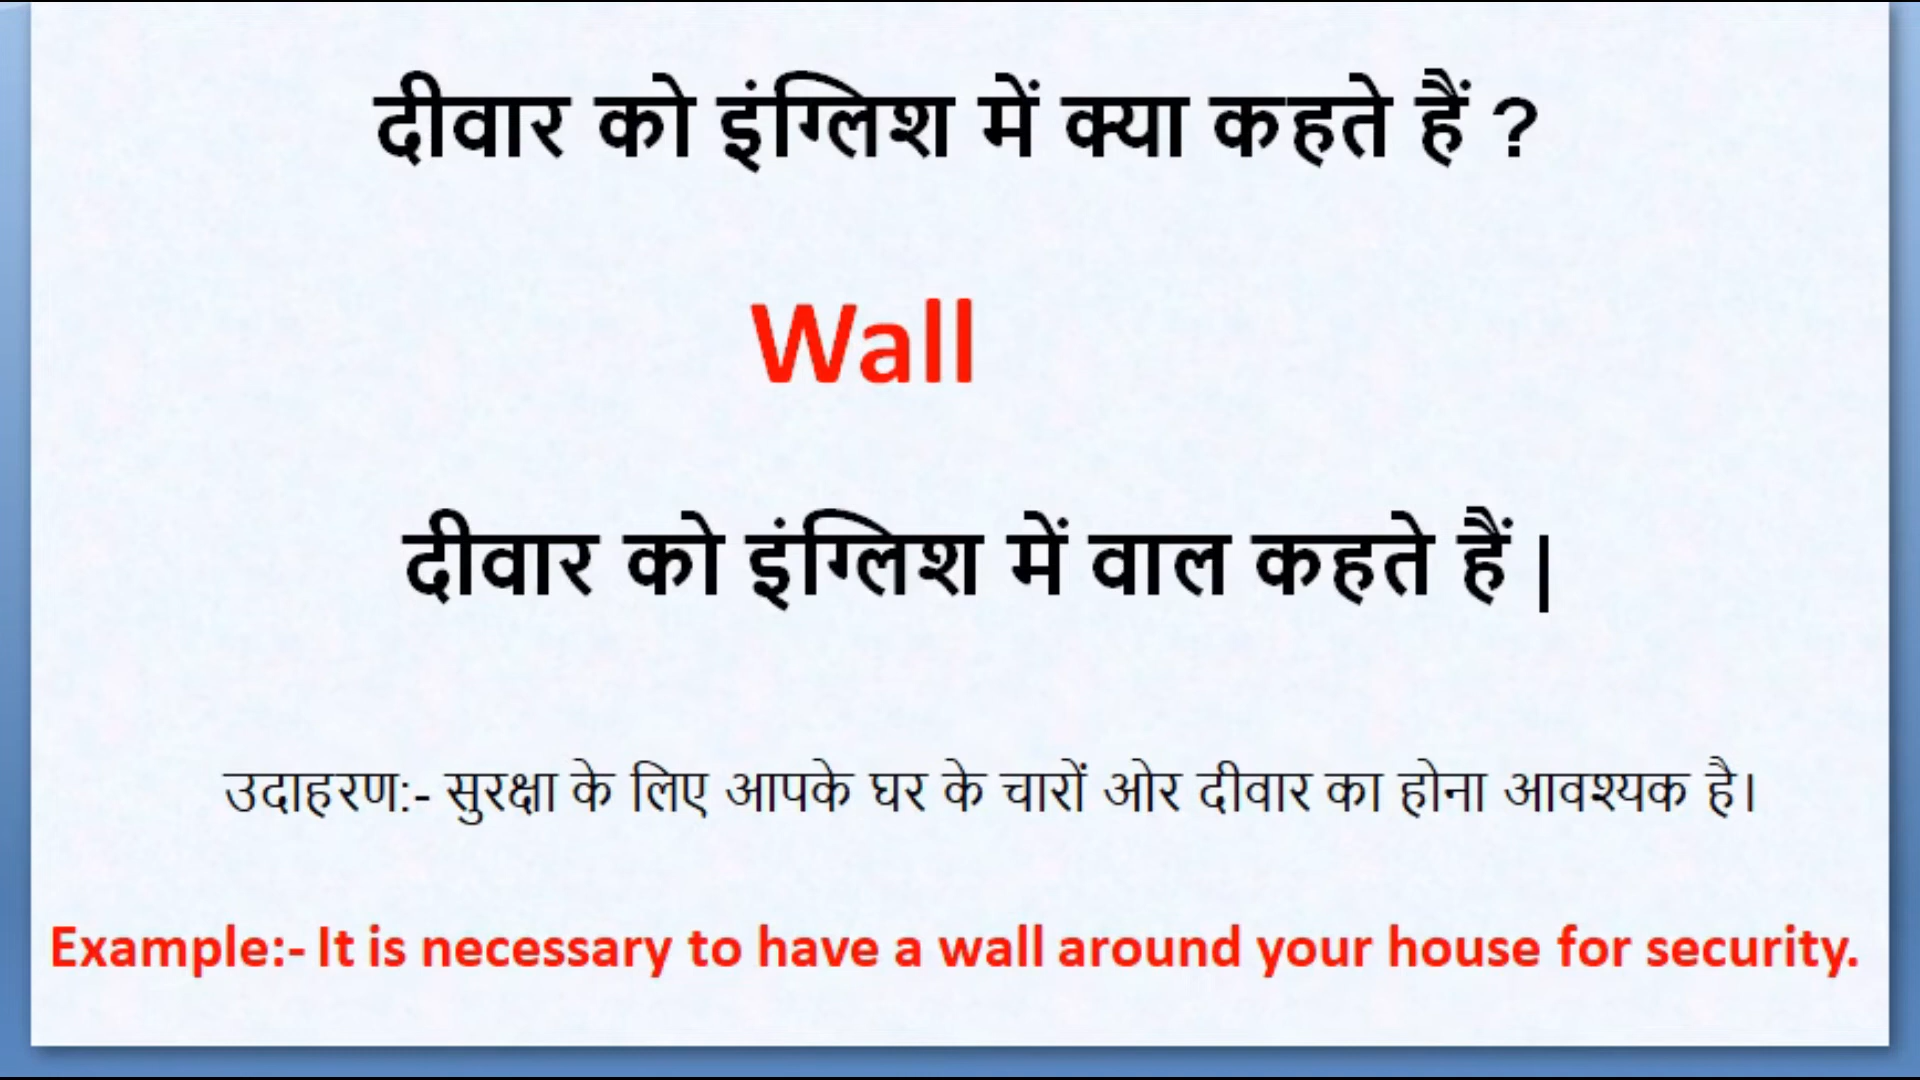 दीवार को इंग्लिश में क्या कहते हैं ?
Wall
दीवार को इंग्लिश में वाल कहते हैं |
उदाहरण:- सुरक्षा के लिए आपके घर के चारों ओर दीवार का होना आवश्यक है।
Example:- It is necessary to have a wall around your house for security.